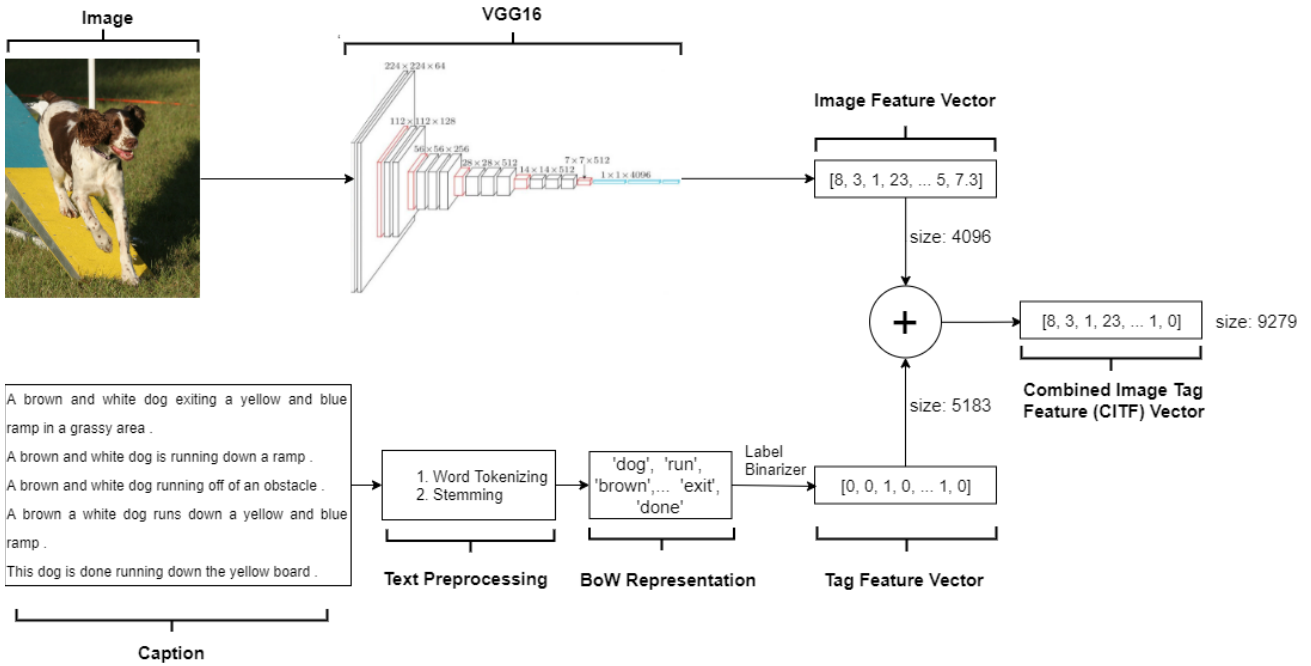 Image
VGG16
224×224×64
112×112×128
56×56×256
28×28×512
14×14×512
7×7×512
1×1×4096
Image Feature Vector
[8, 3, 1, 23, ... 5, 7.3]
size: 4096
+
[8, 3, 1, 23, ... 1, 0]
size: 9279
Combined Image Tag
Feature (CITF) Vector
size: 5183
A brown and white dog exiting a yellow and blue
ramp in a grassy area .
A brown and white dog is running down a ramp .
A brown and white dog running off of an obstacle .
A brown a white dog runs down a yellow and blue
ramp .
This dog is done running down the yellow board .
Caption
1. Word Tokenizing
2. Stemming
Text Preprocessing
'dog', 'run',
'brown',... 'exit',
'done'
BoW Representation
Label
Binarizer
[0, 0, 1, 0, ... 1, 0]
Tag Feature Vector